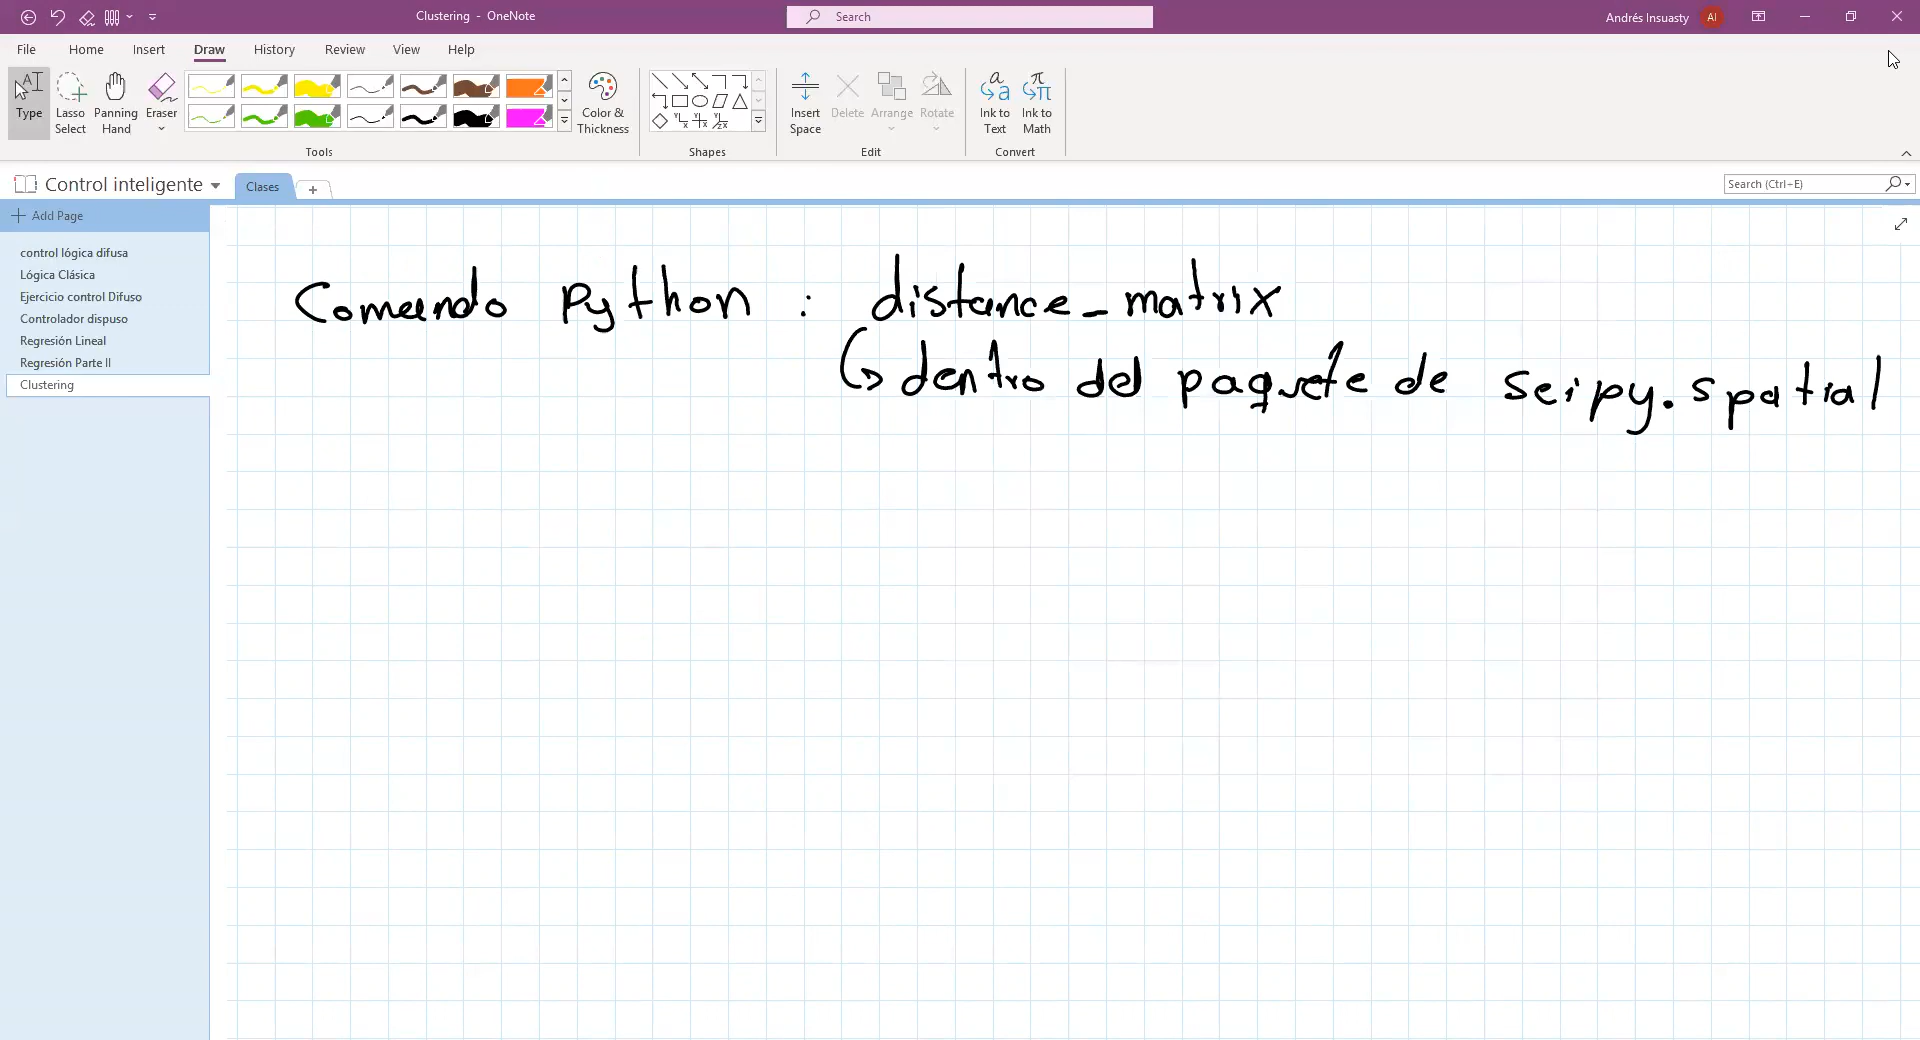 Clustering - OneNote
Search
Andrés Insuasty
AI
File Home Insert Draw History Review View Help
Type
Lasso Select
Panning Hand
Eraser
Color & Thickness
Insert Space
Delete
Arrange
Rotate
a
a
Ink to Text
π
π
Ink to Math
Tools
Shapes
Edit
Convert
Control inteligente
Clases
Search (Ctrl+E)
Add Page
control lógica difusa
Lógica Clásica
Ejercicio control Difuso
Controlador dispuso
Regresión Lineal
Regresión Parte II
Clustering
Comando Python : distance_matrix
dentro del paquete de scipy.spatial